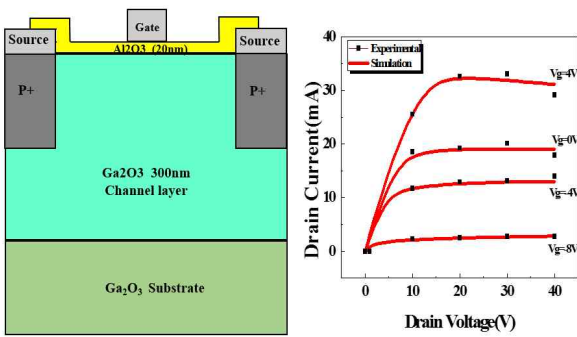 Gate
Source
Source
Al2O3 (20nm)
P+
P+
Ga2O3 300nm
Channel layer
Ga₂O₃ Substrate
Drain Current(mA)
40
30
20
10
0
Experimental
Simulation
Vg=4V
Vg=0V
Vg=-4V
Vg=-8V
0
10
20
30
40
Drain Voltage(V)